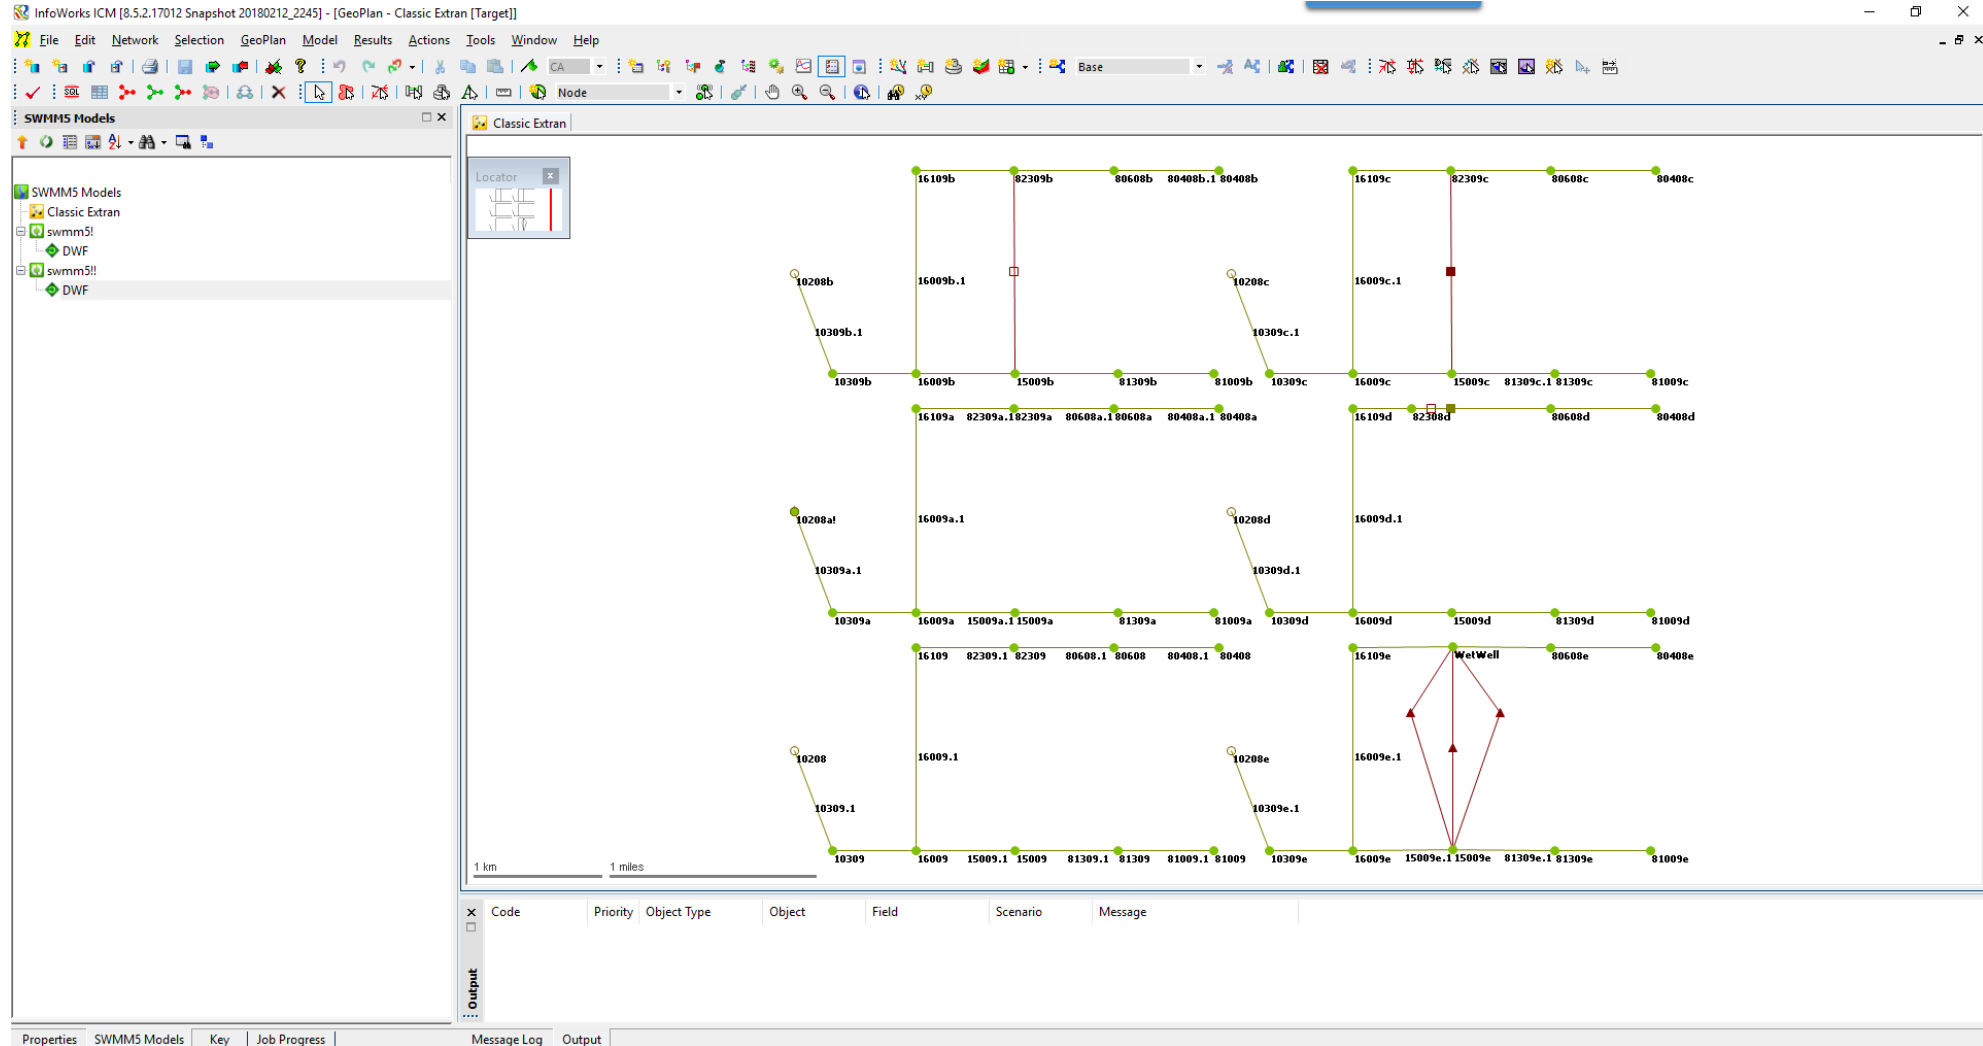 InfoWorks ICM [8.5.2.17012 Snapshot 20180212_2245] - [GeoPlan - Classic Extran [Target]]
File Edit Network Selection GeoPlan Model Results Actions Tools Window Help
CA Base
SQL Node
SWMM5 Models
Classic Extran
Locator
SWMM5 Models
Classic Extran
swmm5!
DWF
swmm5!!
DWF
16109b 82309b 80608b 80408b.1 80408b 16109c 82309c 80608c 80408c
10208b 16009b.1 10208c 16009c.1
10309b.1 10309c.1
10309b 16009b 15009b 81309b 81009b 10309c 16009c 15009c 81309c.1 81309c 81009c
16109a 82309a.1 82309a 80608a.1 80608a 80408a.1 80408a 16109d 82308d 80608d 80408d
10208a! 16009a.1 10208d 16009d.1
10309a.1 10309d.1
10309a 16009a 15009a.1 15009a 81309a 81009a 10309d 16009d 15009d 81309d 81009d
16109 82309.1 82309 80608.1 80608 80408.1 80408 16109e WetWell 80608e 80408e
10208 16009.1 10208e 16009e.1
10309.1 10309e.1
10309 16009 15009.1 15009 81309.1 81309 81009.1 81009 10309e 16009e 15009e.1 15009e 81309e.1 81309e 81009e
1 km 1 miles
Code Priority Object Type Object Field Scenario Message
Output
Properties SWMM5 Models Key Job Progress Message Log Output